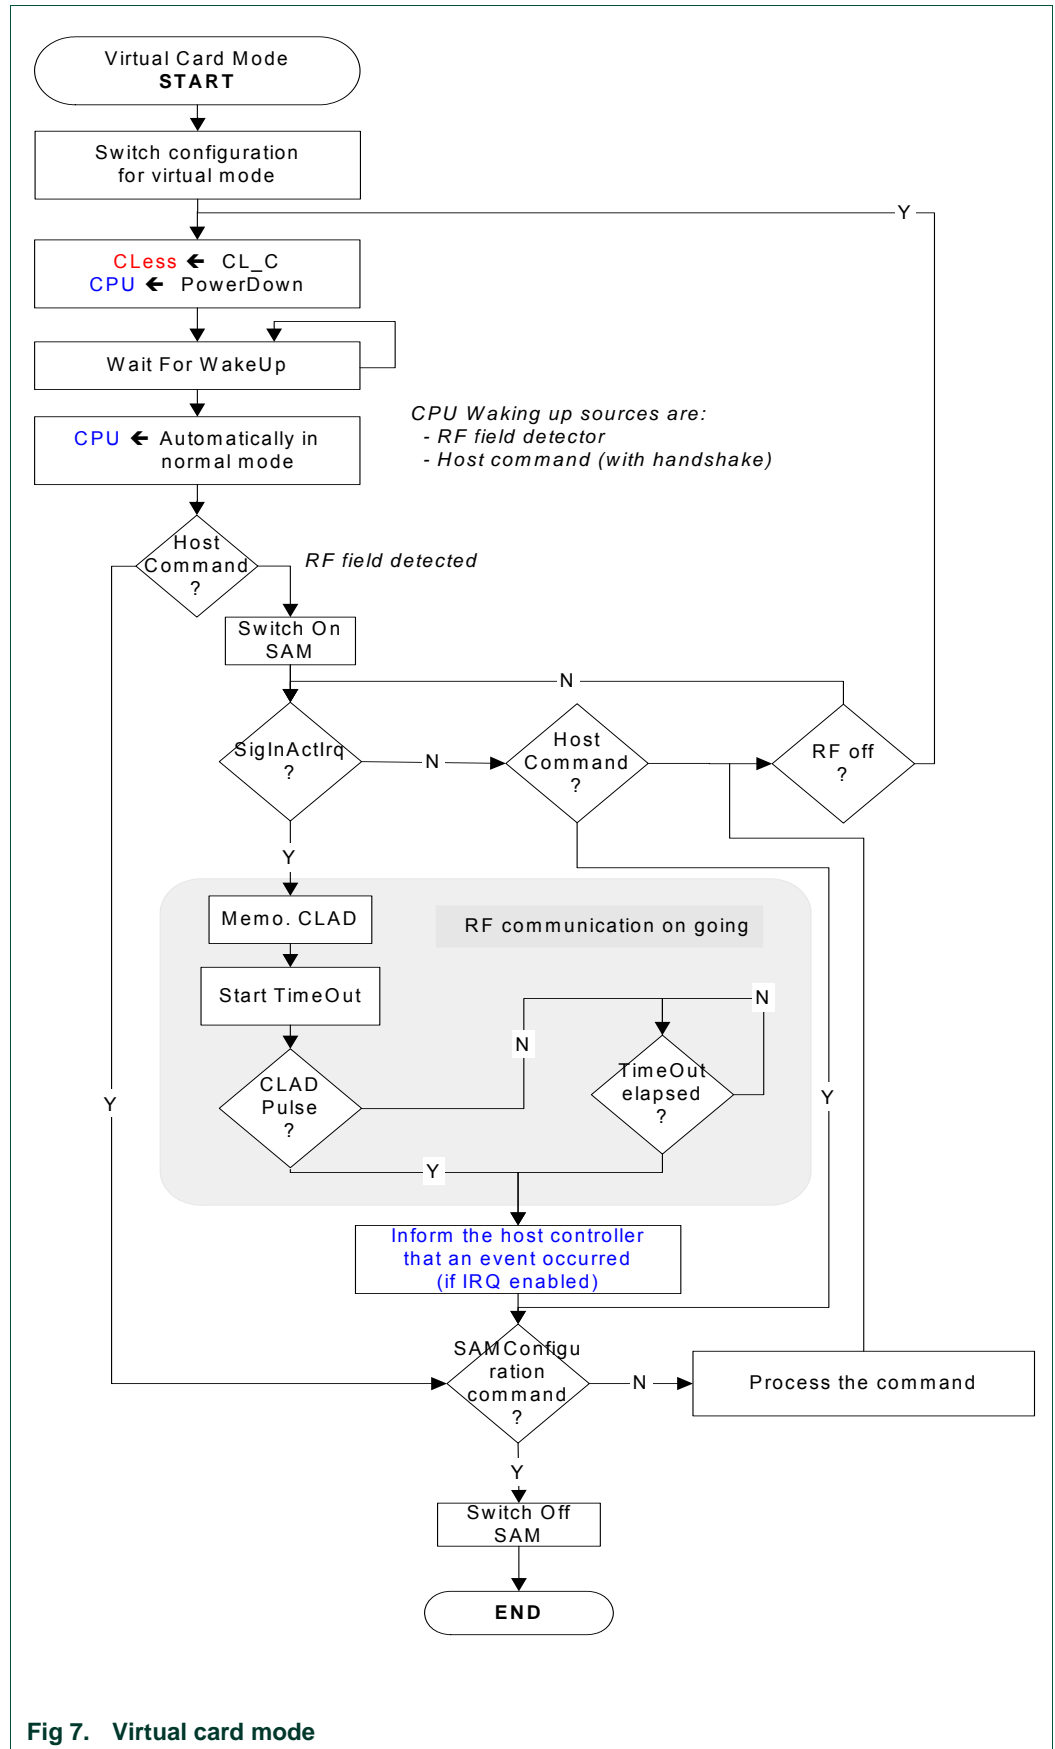 Virtual Card Mode
START
Switch configuration
for virtual mode
Y
CLess 🡸 CL_C
CPU 🡸 PowerDown
Wait For WakeUp
CPU 🡸 Automatically in
normal mode
CPU Waking up sources are:
- RF field detector
- Host command (with handshake)
Host
Command
?
RF field detected
Switch On
SAM
N
SigInActIrq
?
N
Host
Command
?
RF off
?
Y
Memo. CLAD
RF communication on going
Start TimeOut
N
N
CLAD
Pulse
?
TimeOut
elapsed
?
Y
Y
Y
Inform the host controller
that an event occurred
(if IRQ enabled)
SAMConfigu
ration
command
?
N
Process the command
Y
Switch Off
SAM
END
Fig 7. Virtual card mode